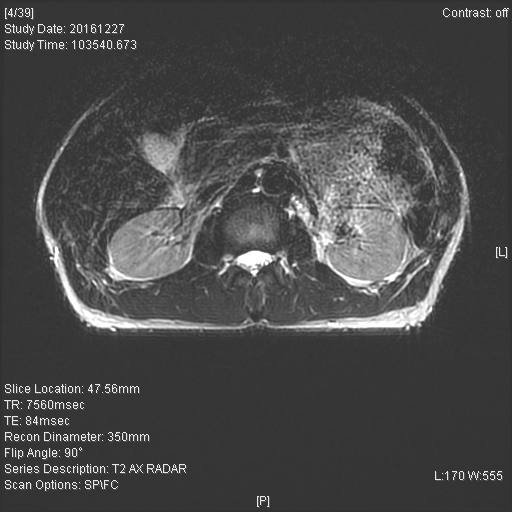 [4/39]
Contrast: off
Study Date: 20161227
Study Time: 103540.673
[L]
Slice Location: 47.56mm
TR: 7560msec
TE: 84msec
Recon Dinameter: 350mm
Flip Angle: 90°
Series Description: T2 AX RADAR
L:170 W:555
Scan Options: SP\FC
[P]